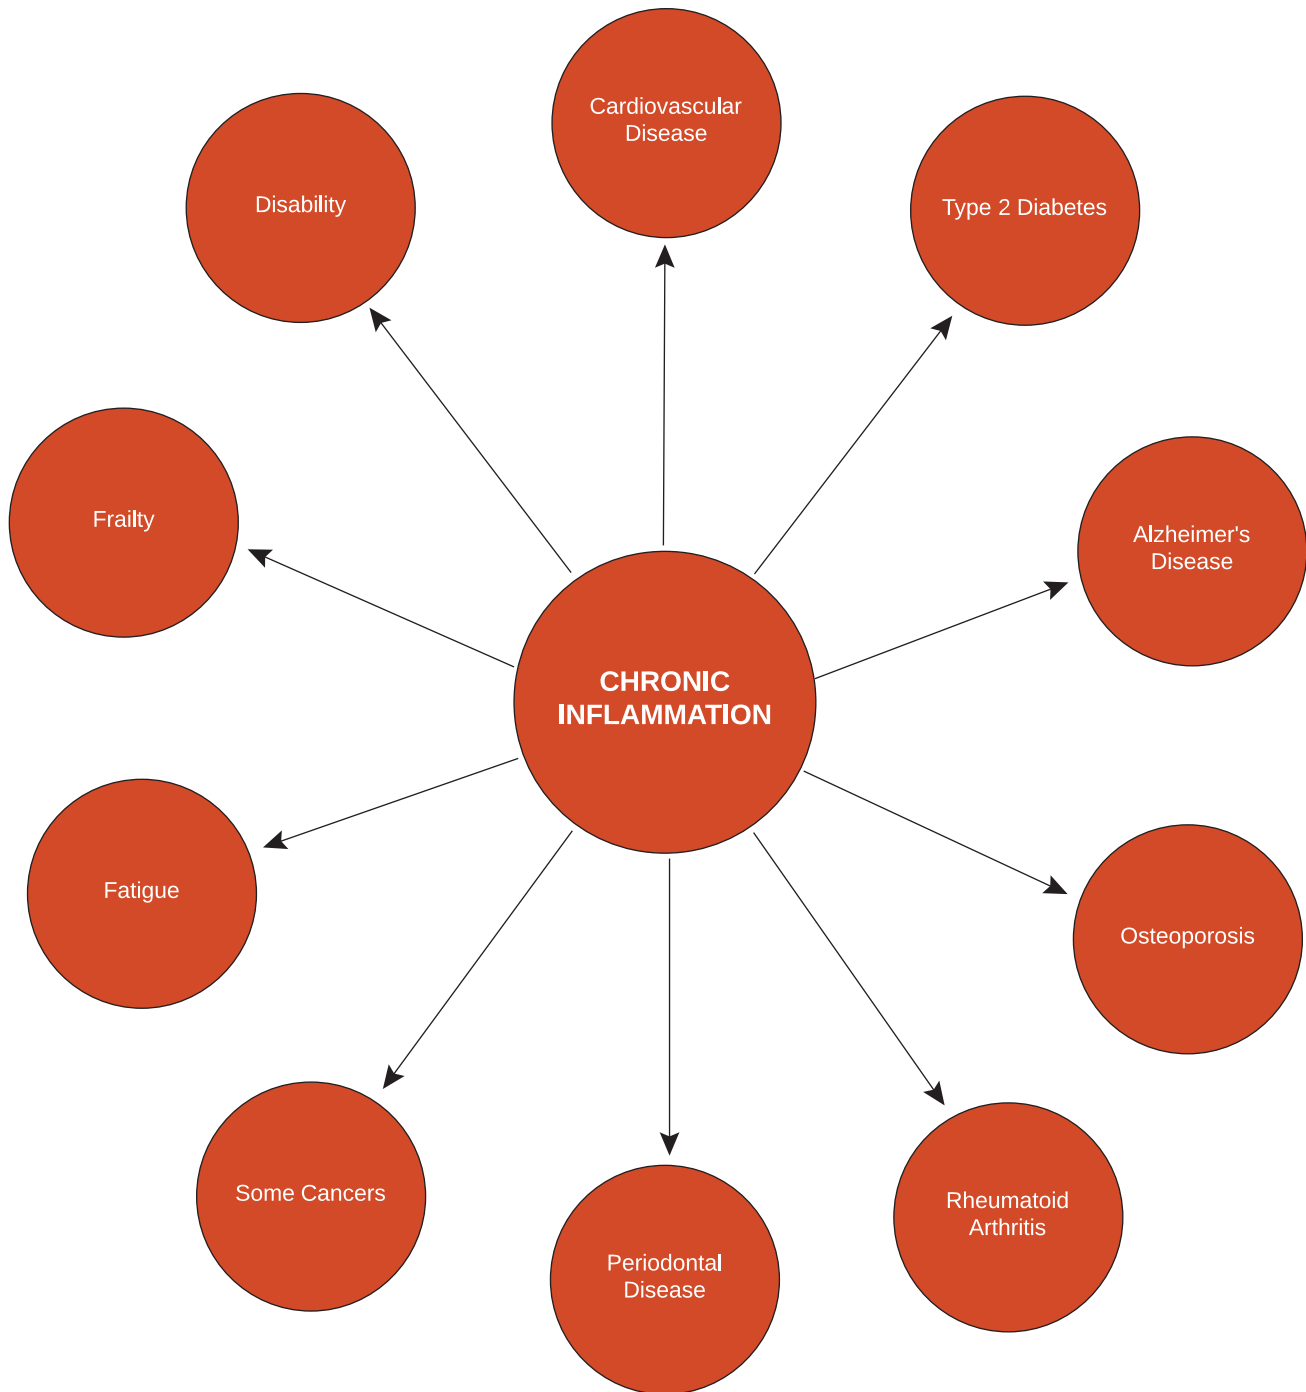 Cardiovascular
Disease
Disability
Type 2 Diabetes
Frailty
Alzheimer's
Disease
CHRONIC
INFLAMMATION
Fatigue
Osteoporosis
Some Cancers
Rheumatoid
Arthritis
Periodontal
Disease